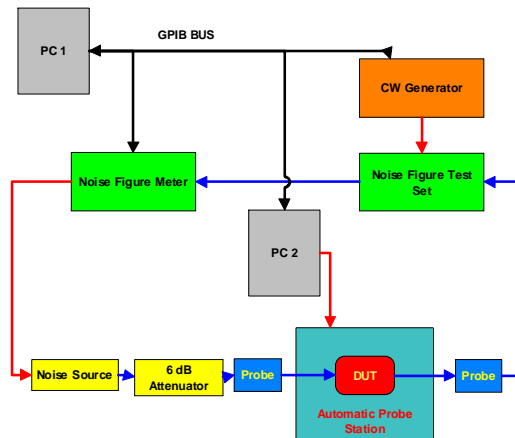 GPIB BUS
PC 1
CW Generator
Noise Figure Meter
Noise Figure Test
Set
PC 2
Noise Source
6 dB
Attenuator
Probe
DUT
Probe
Automatic Probe
Station